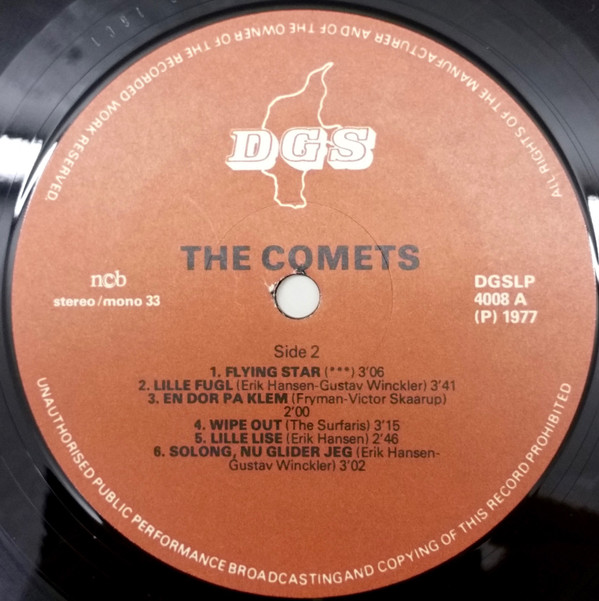 ALL RIGHTS OF THE MANUFACTURER AND OF THE OWNER OF THE RECORDED WORK RESERVED.
DGS
THE COMETS
ncb
stereo/mono 33
DGSLP
4008 A
(P) 1977
Side 2
1. FLYING STAR (***) 3'06
2. LILLE FUGL (Erik Hansen-Gustav Winckler) 3'41
3. EN DOR PA KLEM (Fryman-Victor Skaarup)
2'00
4. WIPE OUT (The Surfaris) 3'15
5. LILLE LISE (Erik Hansen) 2'46
6. SOLONG, NU GLIDER JEG (Erik Hansen-
Gustav Winckler) 3'02
UNAUTHORISED PUBLIC PERFORMANCE BROADCASTING AND COPYING OF THIS RECORD PROHIBITED